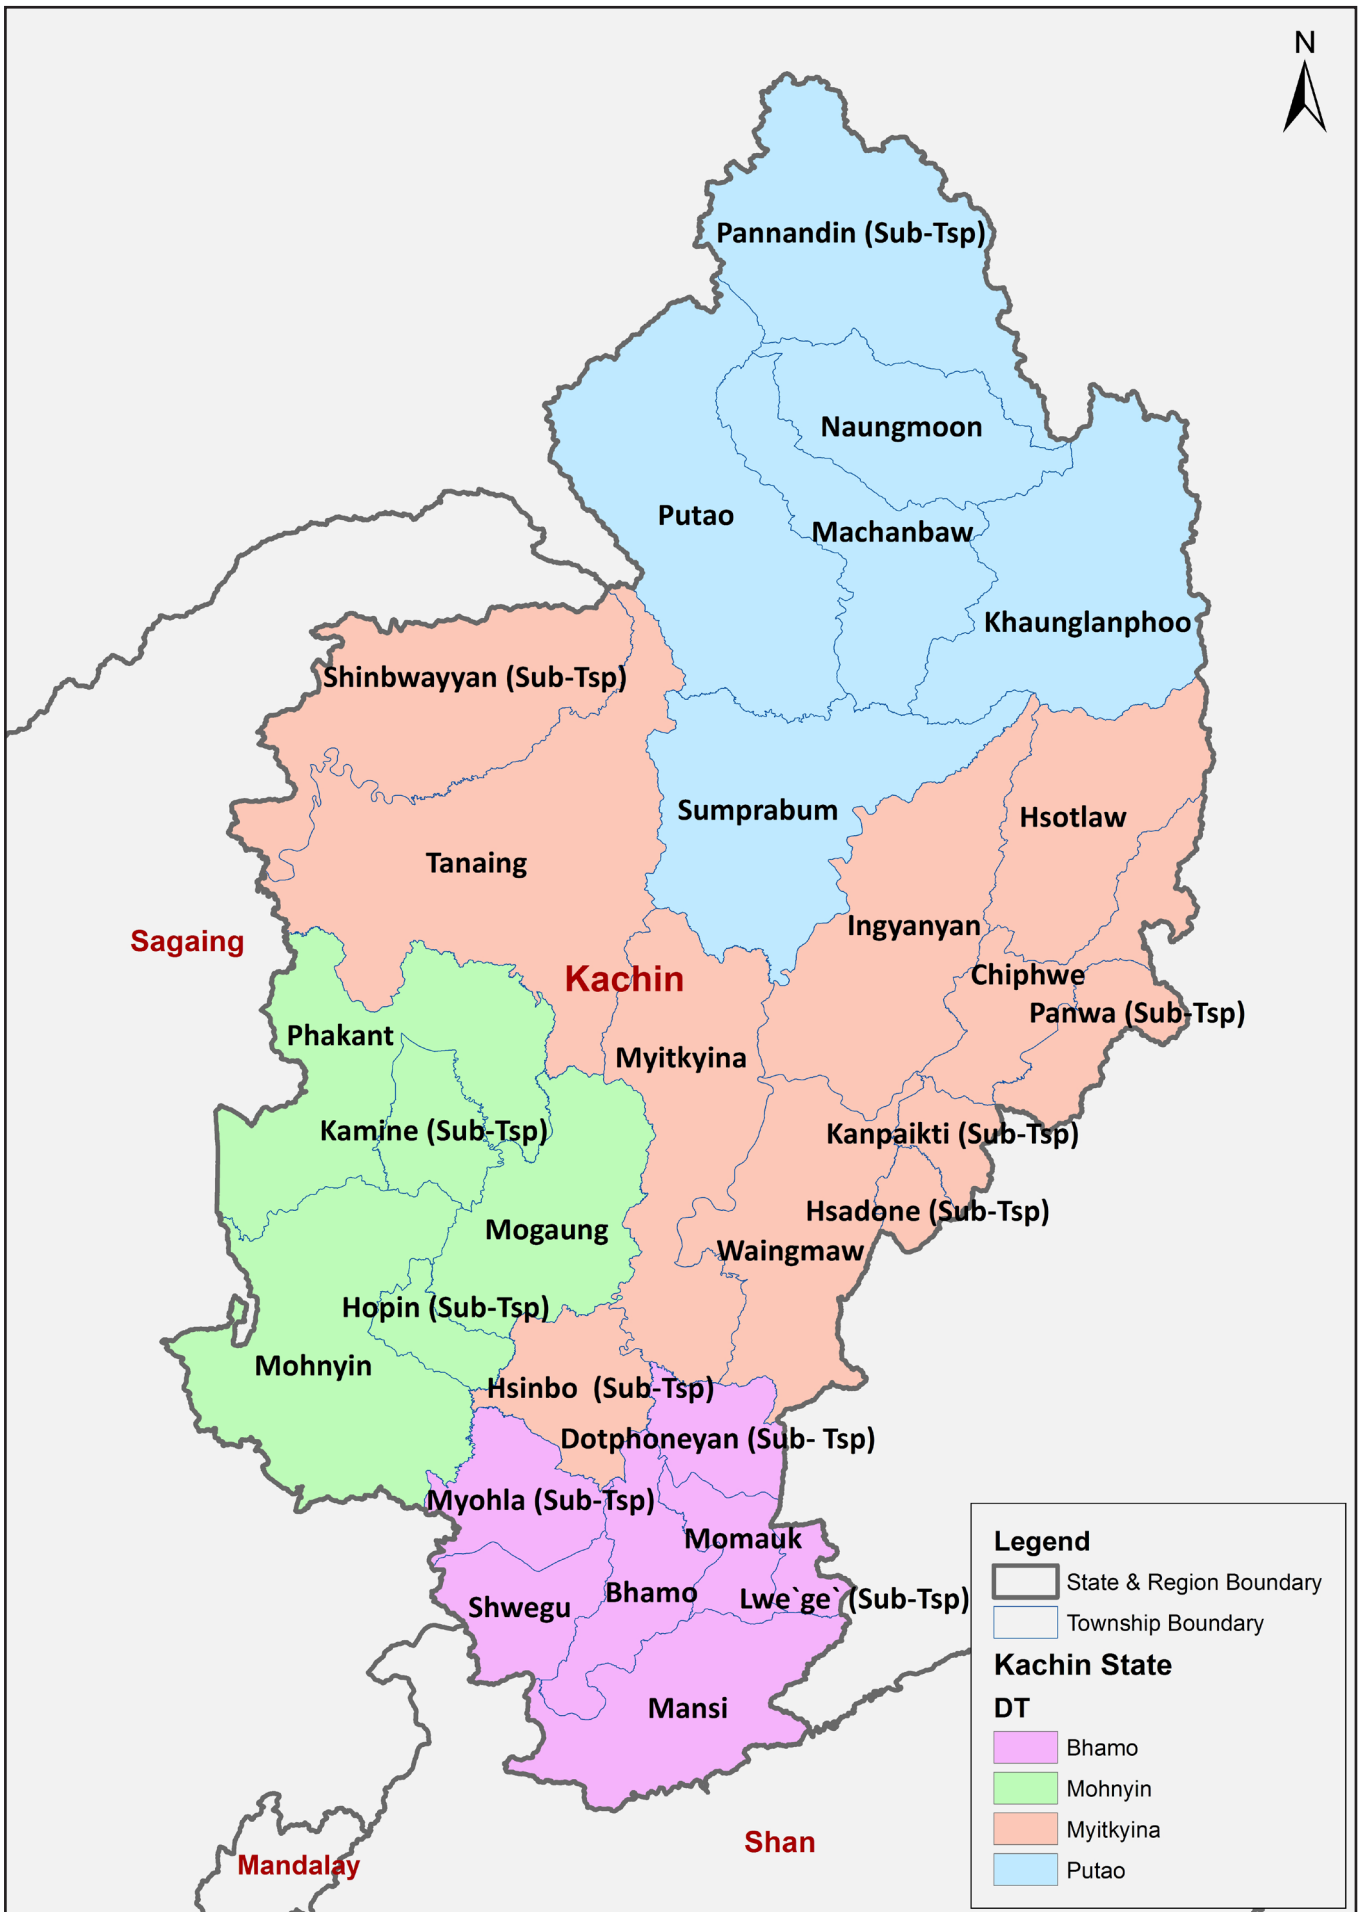 N
Pannandin (Sub-Tsp)
Naungmoon
Putao
Machanbaw
Khaunglanphoo
Shinbwayyan (Sub-Tsp)
Sumprabum
Hsotlaw
Tanaing
Ingyanyan
Sagaing
Kachin
Chiphwe
Panwa (Sub-Tsp)
Phakant
Myitkyina
Kamine (Sub-Tsp)
Kanpaikti (Sub-Tsp)
Hsadone (Sub-Tsp)
Mogaung
Waingmaw
Hopin (Sub-Tsp)
Mohnyin
Hsinbo (Sub-Tsp)
Dotphoneyan (Sub- Tsp)
Myohla (Sub-Tsp)
Momauk
Bhamo
Lwe`ge` (Sub-Tsp)
Shwegu
Mansi
Shan
Mandalay
Legend
State & Region Boundary
Township Boundary
Kachin State
DT
Bhamo
Mohnyin
Myitkyina
Putao